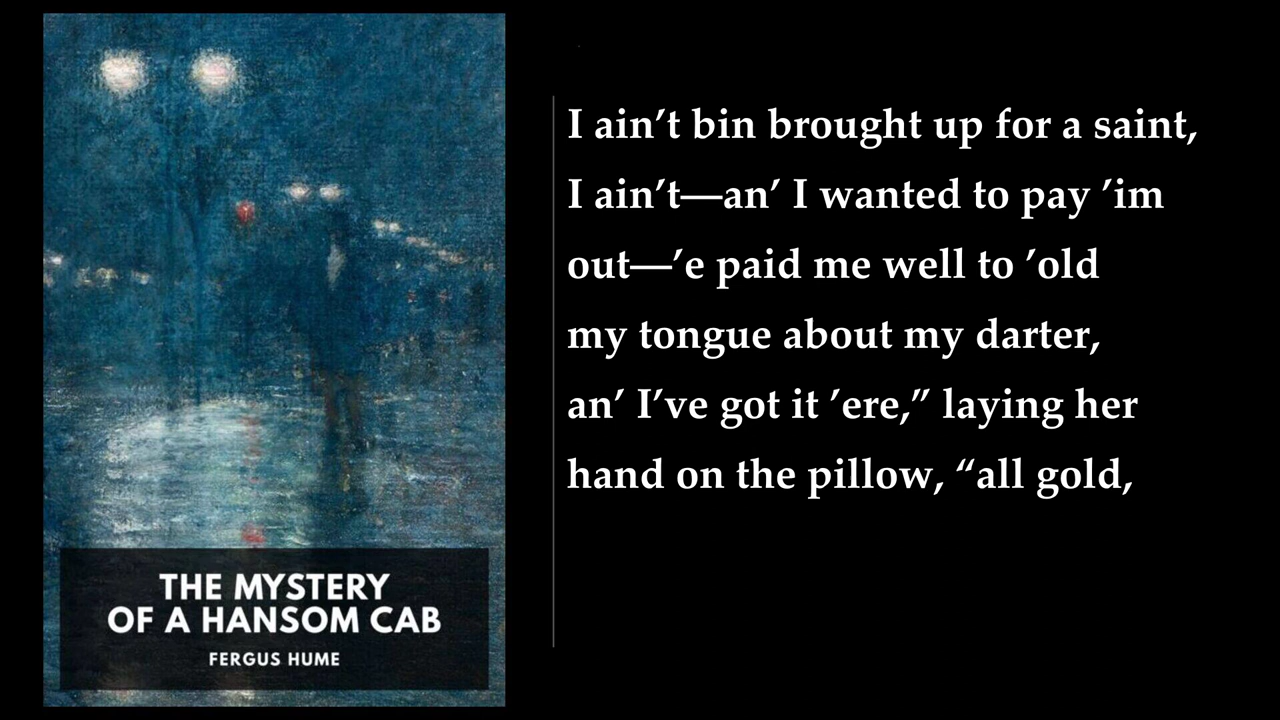 THE MYSTERY
OF A HANSOM CAB
FERGUS HUME
I ain’t bin brought up for a saint,
I ain’t—an’ I wanted to pay ’im
out—’e paid me well to ’old
my tongue about my darter,
an’ I’ve got it ’ere,” laying her
hand on the pillow, “all gold,